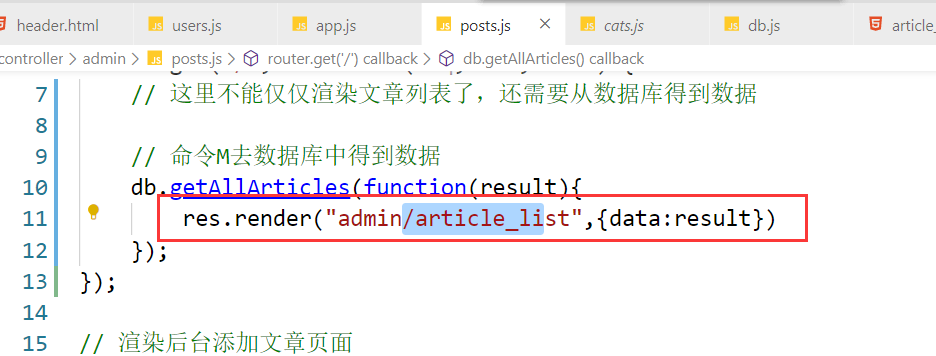 header.html users.js app.js posts.js cats.js db.js article_
controller > admin > posts.js > router.get('/') callback > db.getAllArticles() callback
7 // 这里不能仅仅渲染文章列表了，还需要从数据库得到数据
8
9 // 命令M去数据库中得到数据
10 db.getAllArticles(function(result){
11 res.render("admin/article_list",{data:result})
12 });
13 });
14
15 // 渲染后台添加文章页面